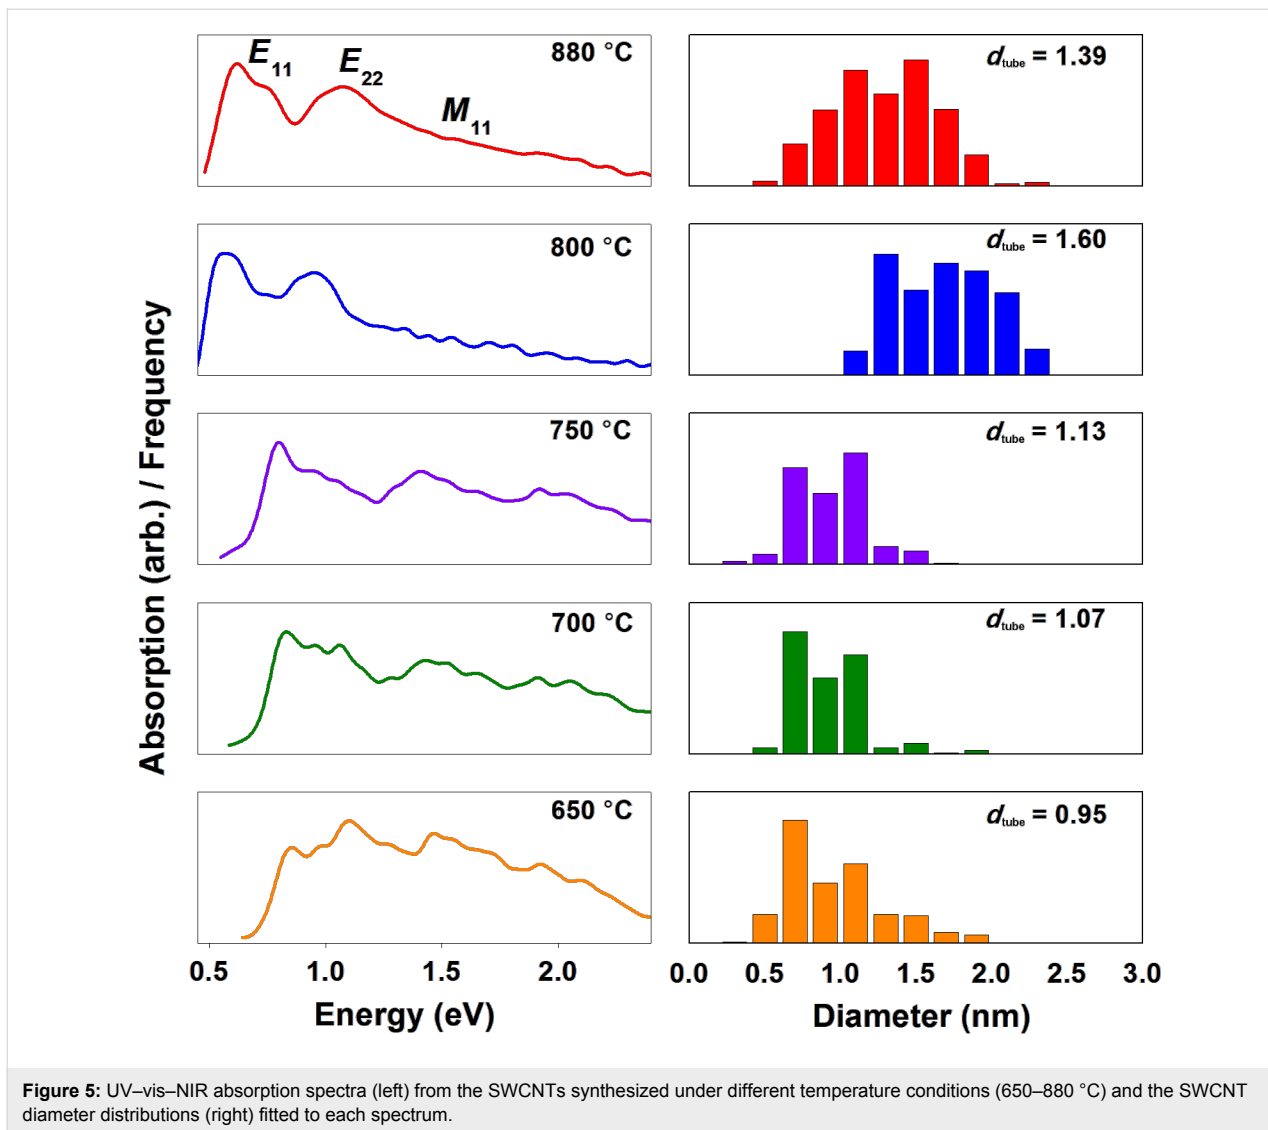 880 °C
E11
E22
M11
dtube = 1.39
800 °C
dtube = 1.60
750 °C
dtube = 1.13
700 °C
dtube = 1.07
650 °C
dtube = 0.95
Absorption (arb.) / Frequency
0.5 1.0 1.5 2.0
Energy (eV)
0.0 0.5 1.0 1.5 2.0 2.5 3.0
Diameter (nm)
Figure 5: UV–vis–NIR absorption spectra (left) from the SWCNTs synthesized under different temperature conditions (650–880 °C) and the SWCNT
diameter distributions (right) fitted to each spectrum.